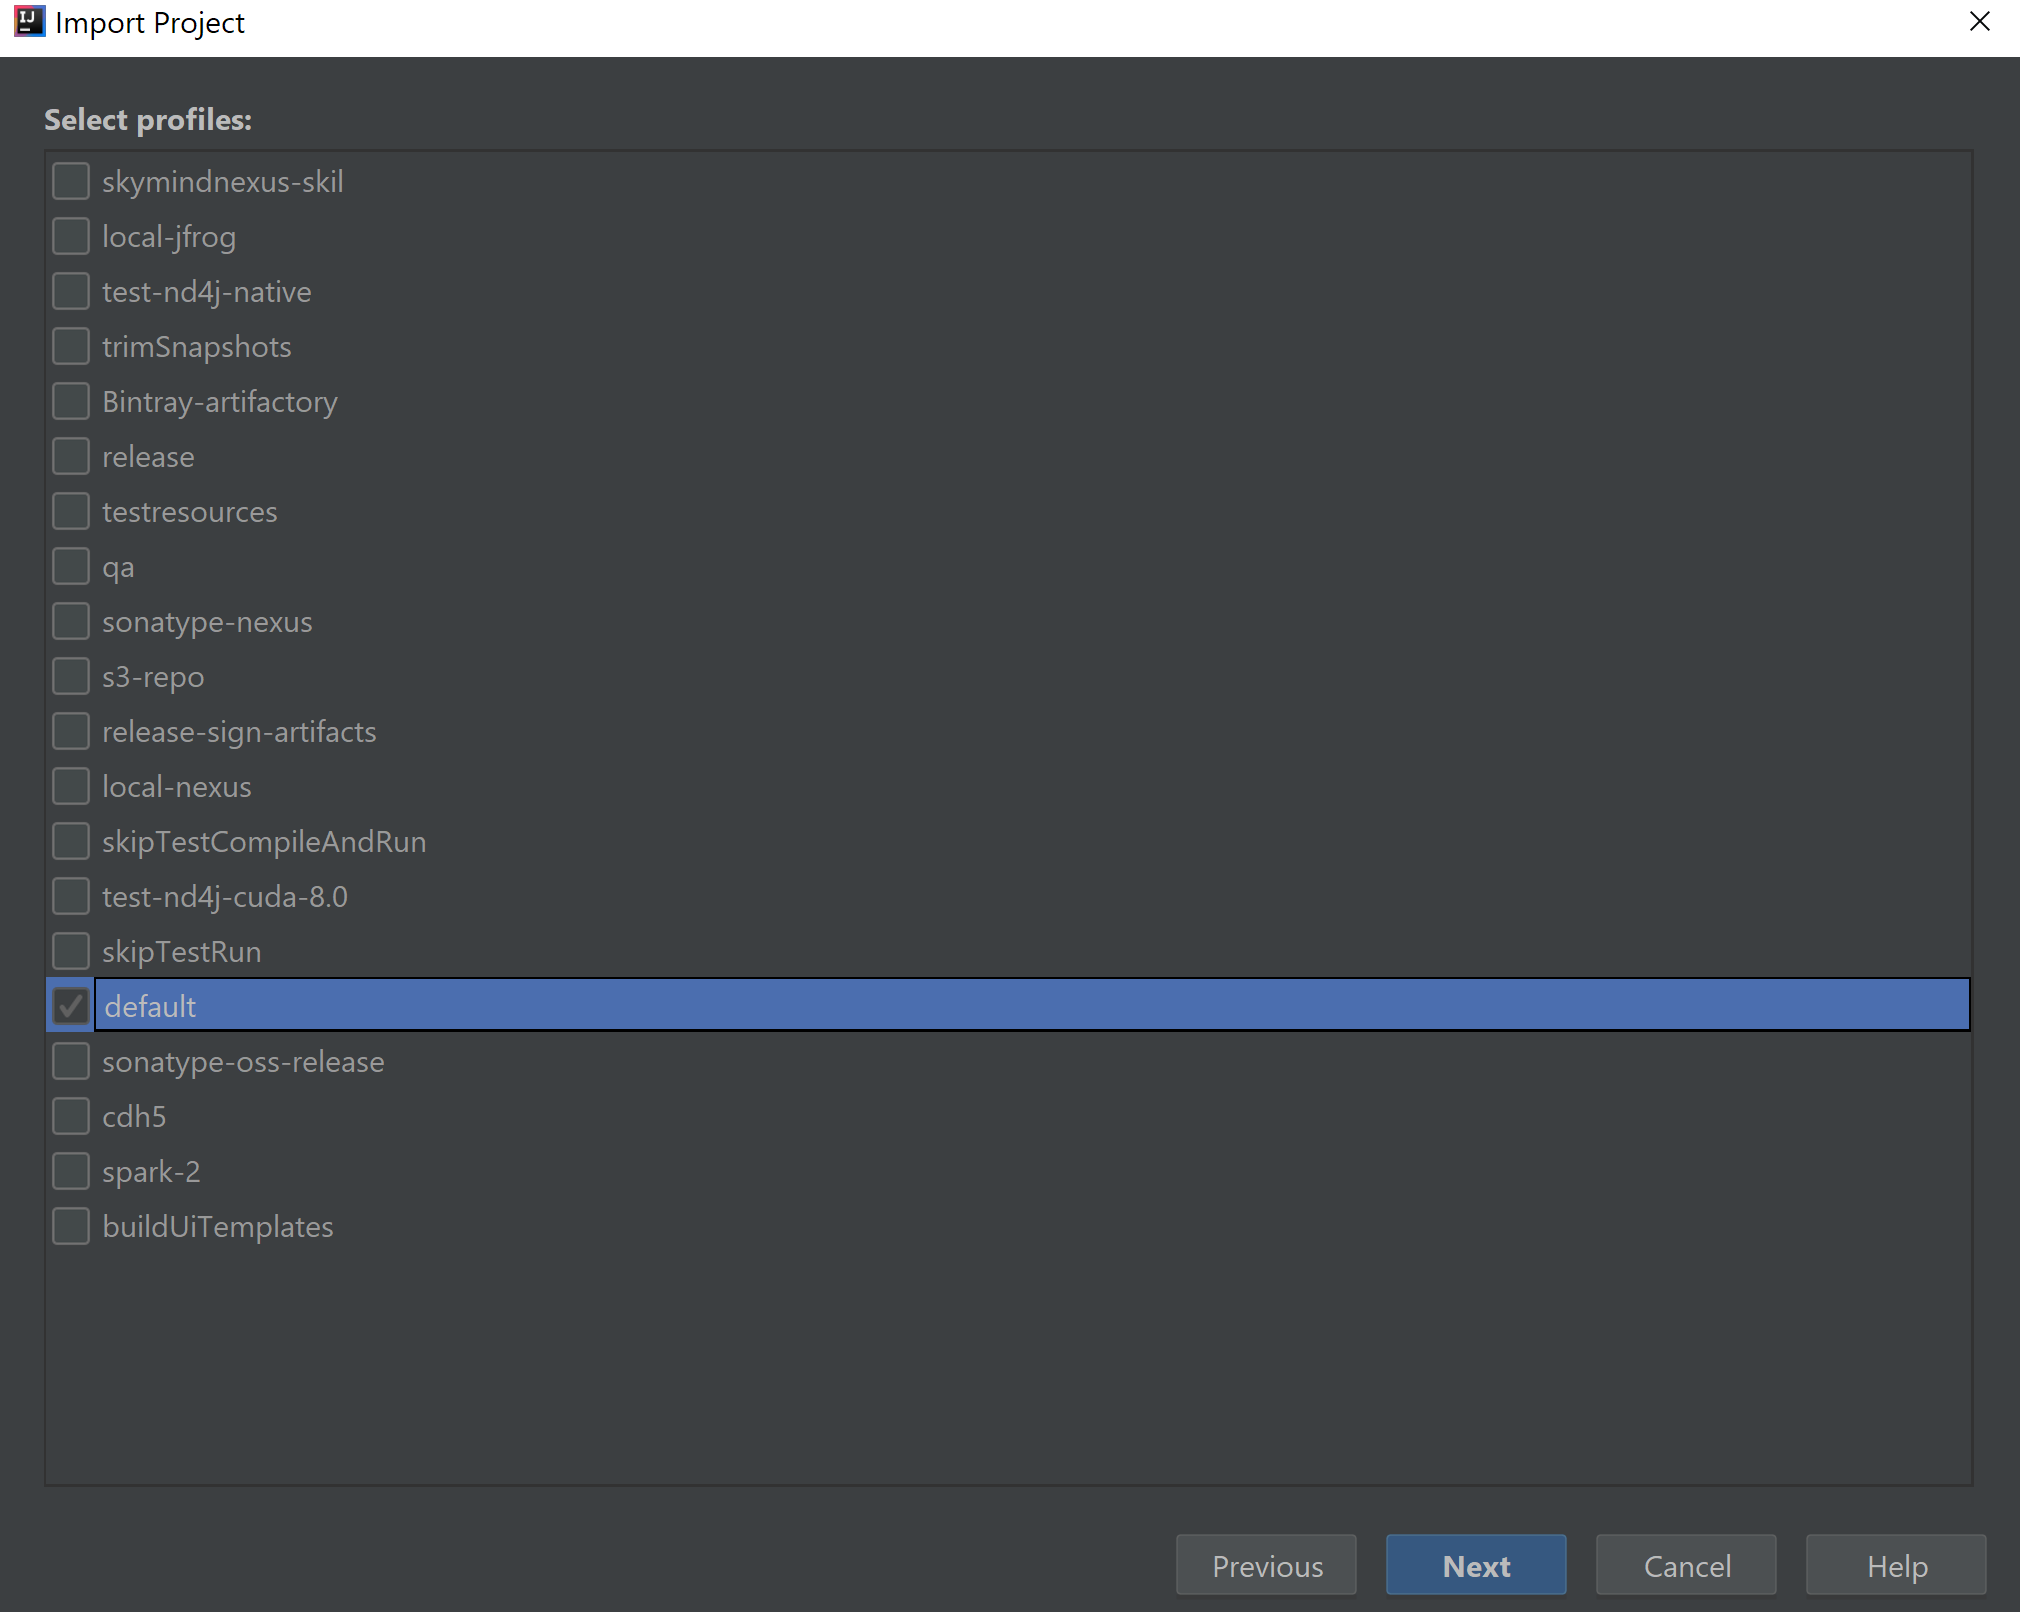 IJ Import Project
Select profiles:
skymindnexus-skil
local-jfrog
test-nd4j-native
trimSnapshots
Bintray-artifactory
release
testresources
qa
sonatype-nexus
s3-repo
release-sign-artifacts
local-nexus
skipTestCompileAndRun
test-nd4j-cuda-8.0
skipTestRun
default
sonatype-oss-release
cdh5
spark-2
buildUiTemplates
Previous Next Cancel Help